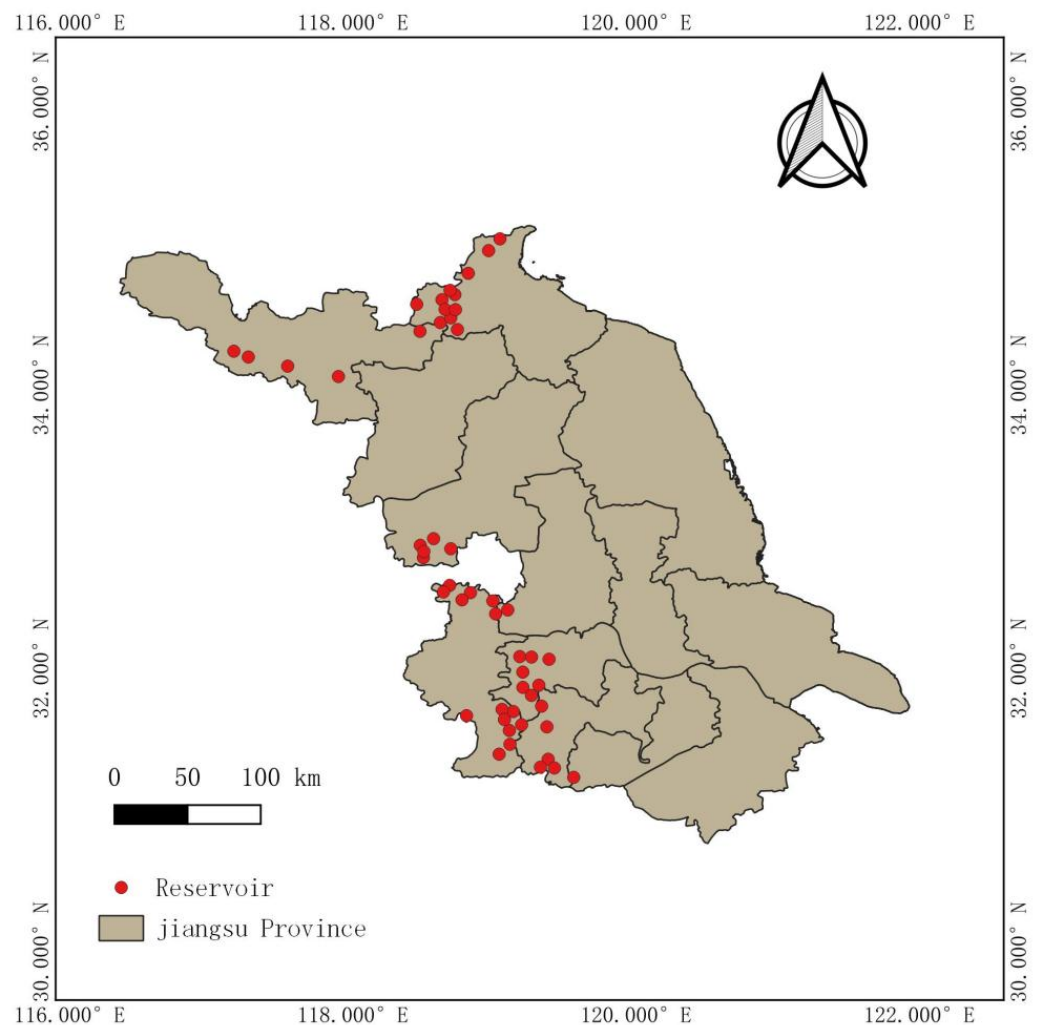 116.000° E 118.000° E 120.000° E 122.000° E
36.000° N 36.000° N
34.000° N 34.000° N
32.000° N 32.000° N
0 50 100 km
Reservoir
jiangsu Province
30.000° N 30.000° N
116.000° E 118.000° E 120.000° E 122.000° E